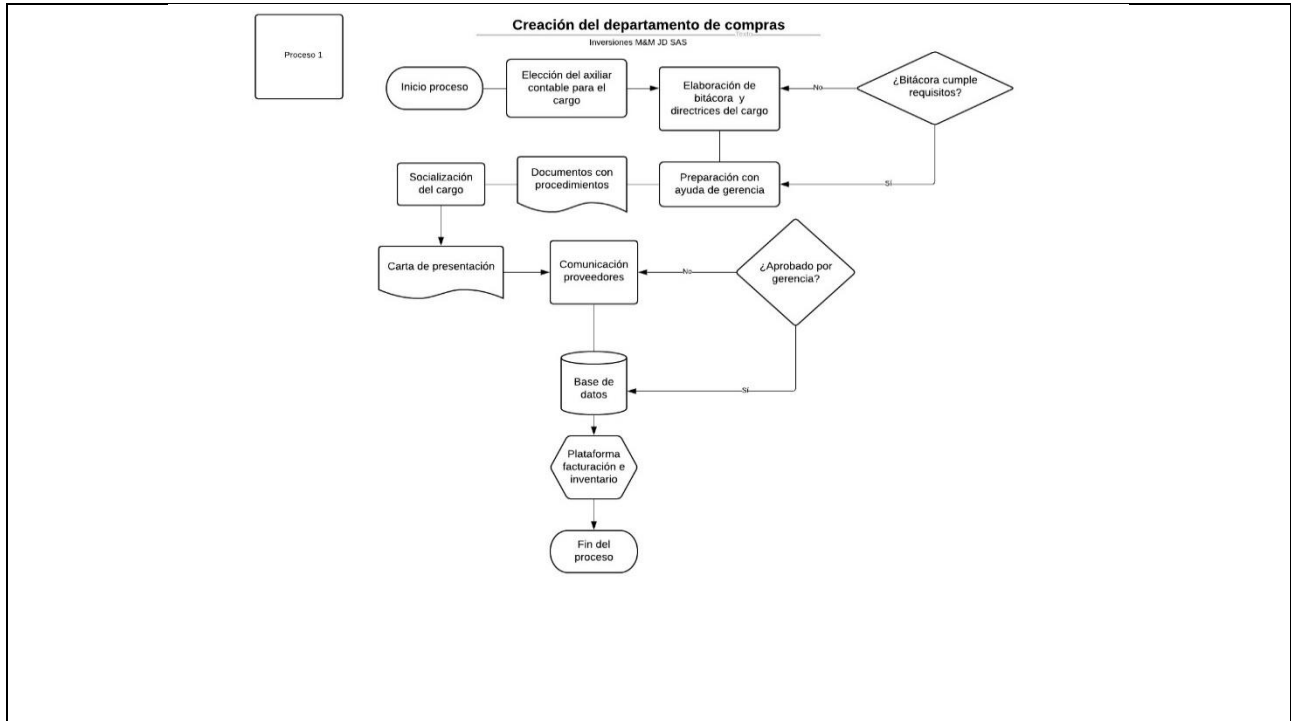 Creación del departamento de compras
Inversiones M&M JD SAS
Proceso 1
Inicio proceso
Elección del axiliar
contable para el
cargo
Elaboración de
bitácora y
directrices del cargo
No
¿Bitácora cumple
requisitos?
Socialización
del cargo
Documentos con
procedimientos
Preparación con
ayuda de gerencia
Sí
Carta de presentación
Comunicación
proveedores
No
¿Aprobado por
gerencia?
Base de
datos
Sí
Plataforma
facturación e
inventario
Fin del
proceso